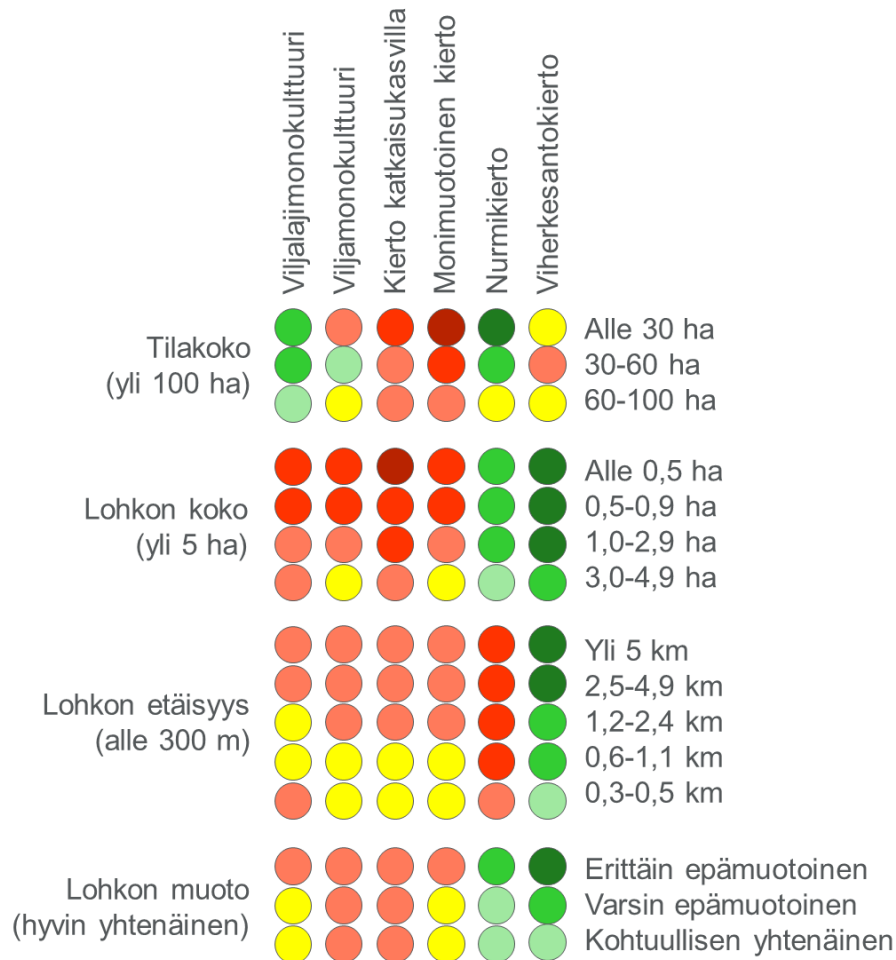 Viljalajimonokulttuuri
Viljamonokulttuuri
Kierto katkaisukasvilla
Monimuotoinen kierto
Nurmikierto
Viherkesantokierto
Tilakoko
(yli 100 ha)
Alle 30 ha
30-60 ha
60-100 ha
Lohkon koko
(yli 5 ha)
Alle 0,5 ha
0,5-0,9 ha
1,0-2,9 ha
3,0-4,9 ha
Lohkon etäisyys
(alle 300 m)
Yli 5 km
2,5-4,9 km
1,2-2,4 km
0,6-1,1 km
0,3-0,5 km
Lohkon muoto
(hyvin yhtenäinen)
Erittäin epämuotoinen
Varsin epämuotoinen
Kohtuullisen yhtenäinen